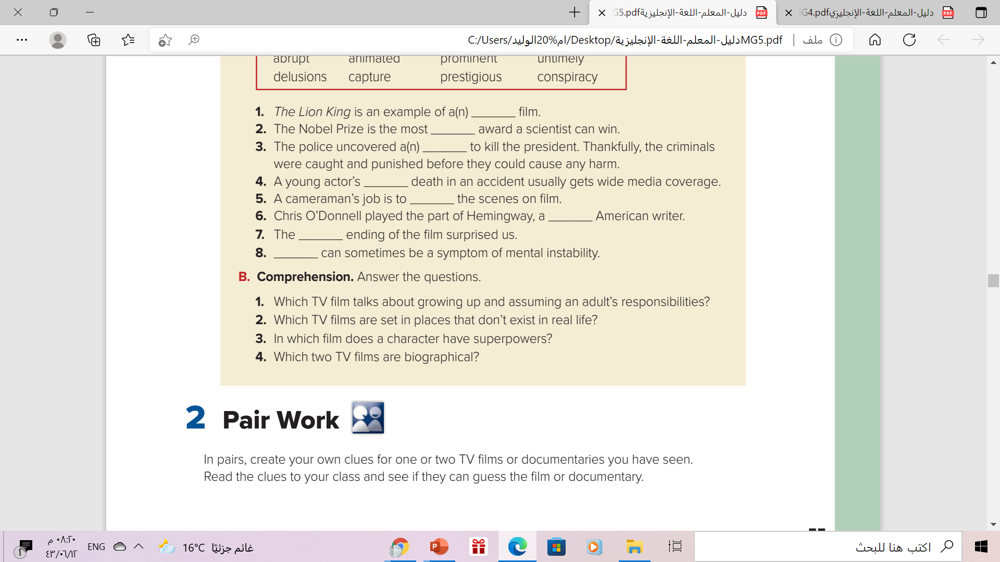 دليل-المعلم-اللغة-الإنجليزيةG5.pdf
دليل-المعلم-اللغة-الإنجليزيG4.pdf
C:/Users/ام%20الوليد/Desktop/دليل-المعلم-اللغة-الإنجليزيةMG5.pdf
ملف
abrupt animated prominent untimely
delusions capture prestigious conspiracy
1. The Lion King is an example of a(n) ______ film.
2. The Nobel Prize is the most ______ award a scientist can win.
3. The police uncovered a(n) ______ to kill the president. Thankfully, the criminals
were caught and punished before they could cause any harm.
4. A young actor’s ______ death in an accident usually gets wide media coverage.
5. A cameraman’s job is to ______ the scenes on film.
6. Chris O’Donnell played the part of Hemingway, a ______ American writer.
7. The ______ ending of the film surprised us.
8. ______ can sometimes be a symptom of mental instability.
B. Comprehension. Answer the questions.
1. Which TV film talks about growing up and assuming an adult’s responsibilities?
2. Which TV films are set in places that don’t exist in real life?
3. In which film does a character have superpowers?
4. Which two TV films are biographical?
2 Pair Work
In pairs, create your own clues for one or two TV films or documentaries you have seen.
Read the clues to your class and see if they can guess the film or documentary.
٠٨:٢٠ م
٤٣/٠٦/١٢
ENG
16°C غائم جزئيًا
اكتب هنا للبحث